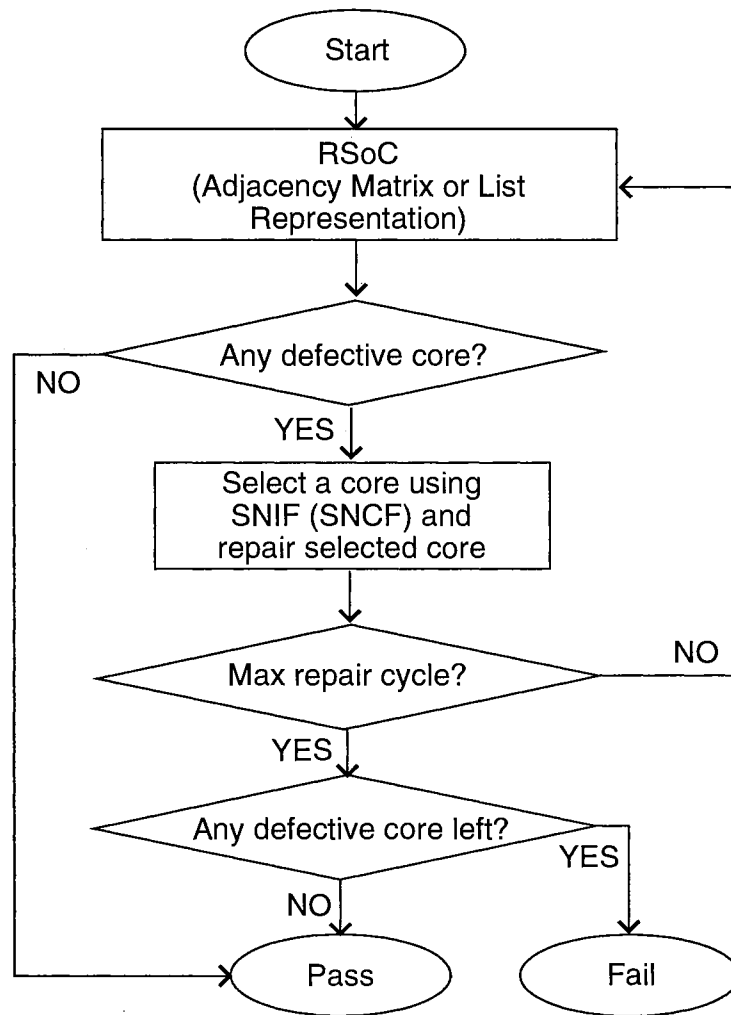 Start
RSoC
(Adjacency Matrix or List
Representation)
Any defective core?
NO
YES
Select a core using
SNIF (SNCF) and
repair selected core
Max repair cycle?
NO
YES
Any defective core left?
YES
NO
Pass
Fail